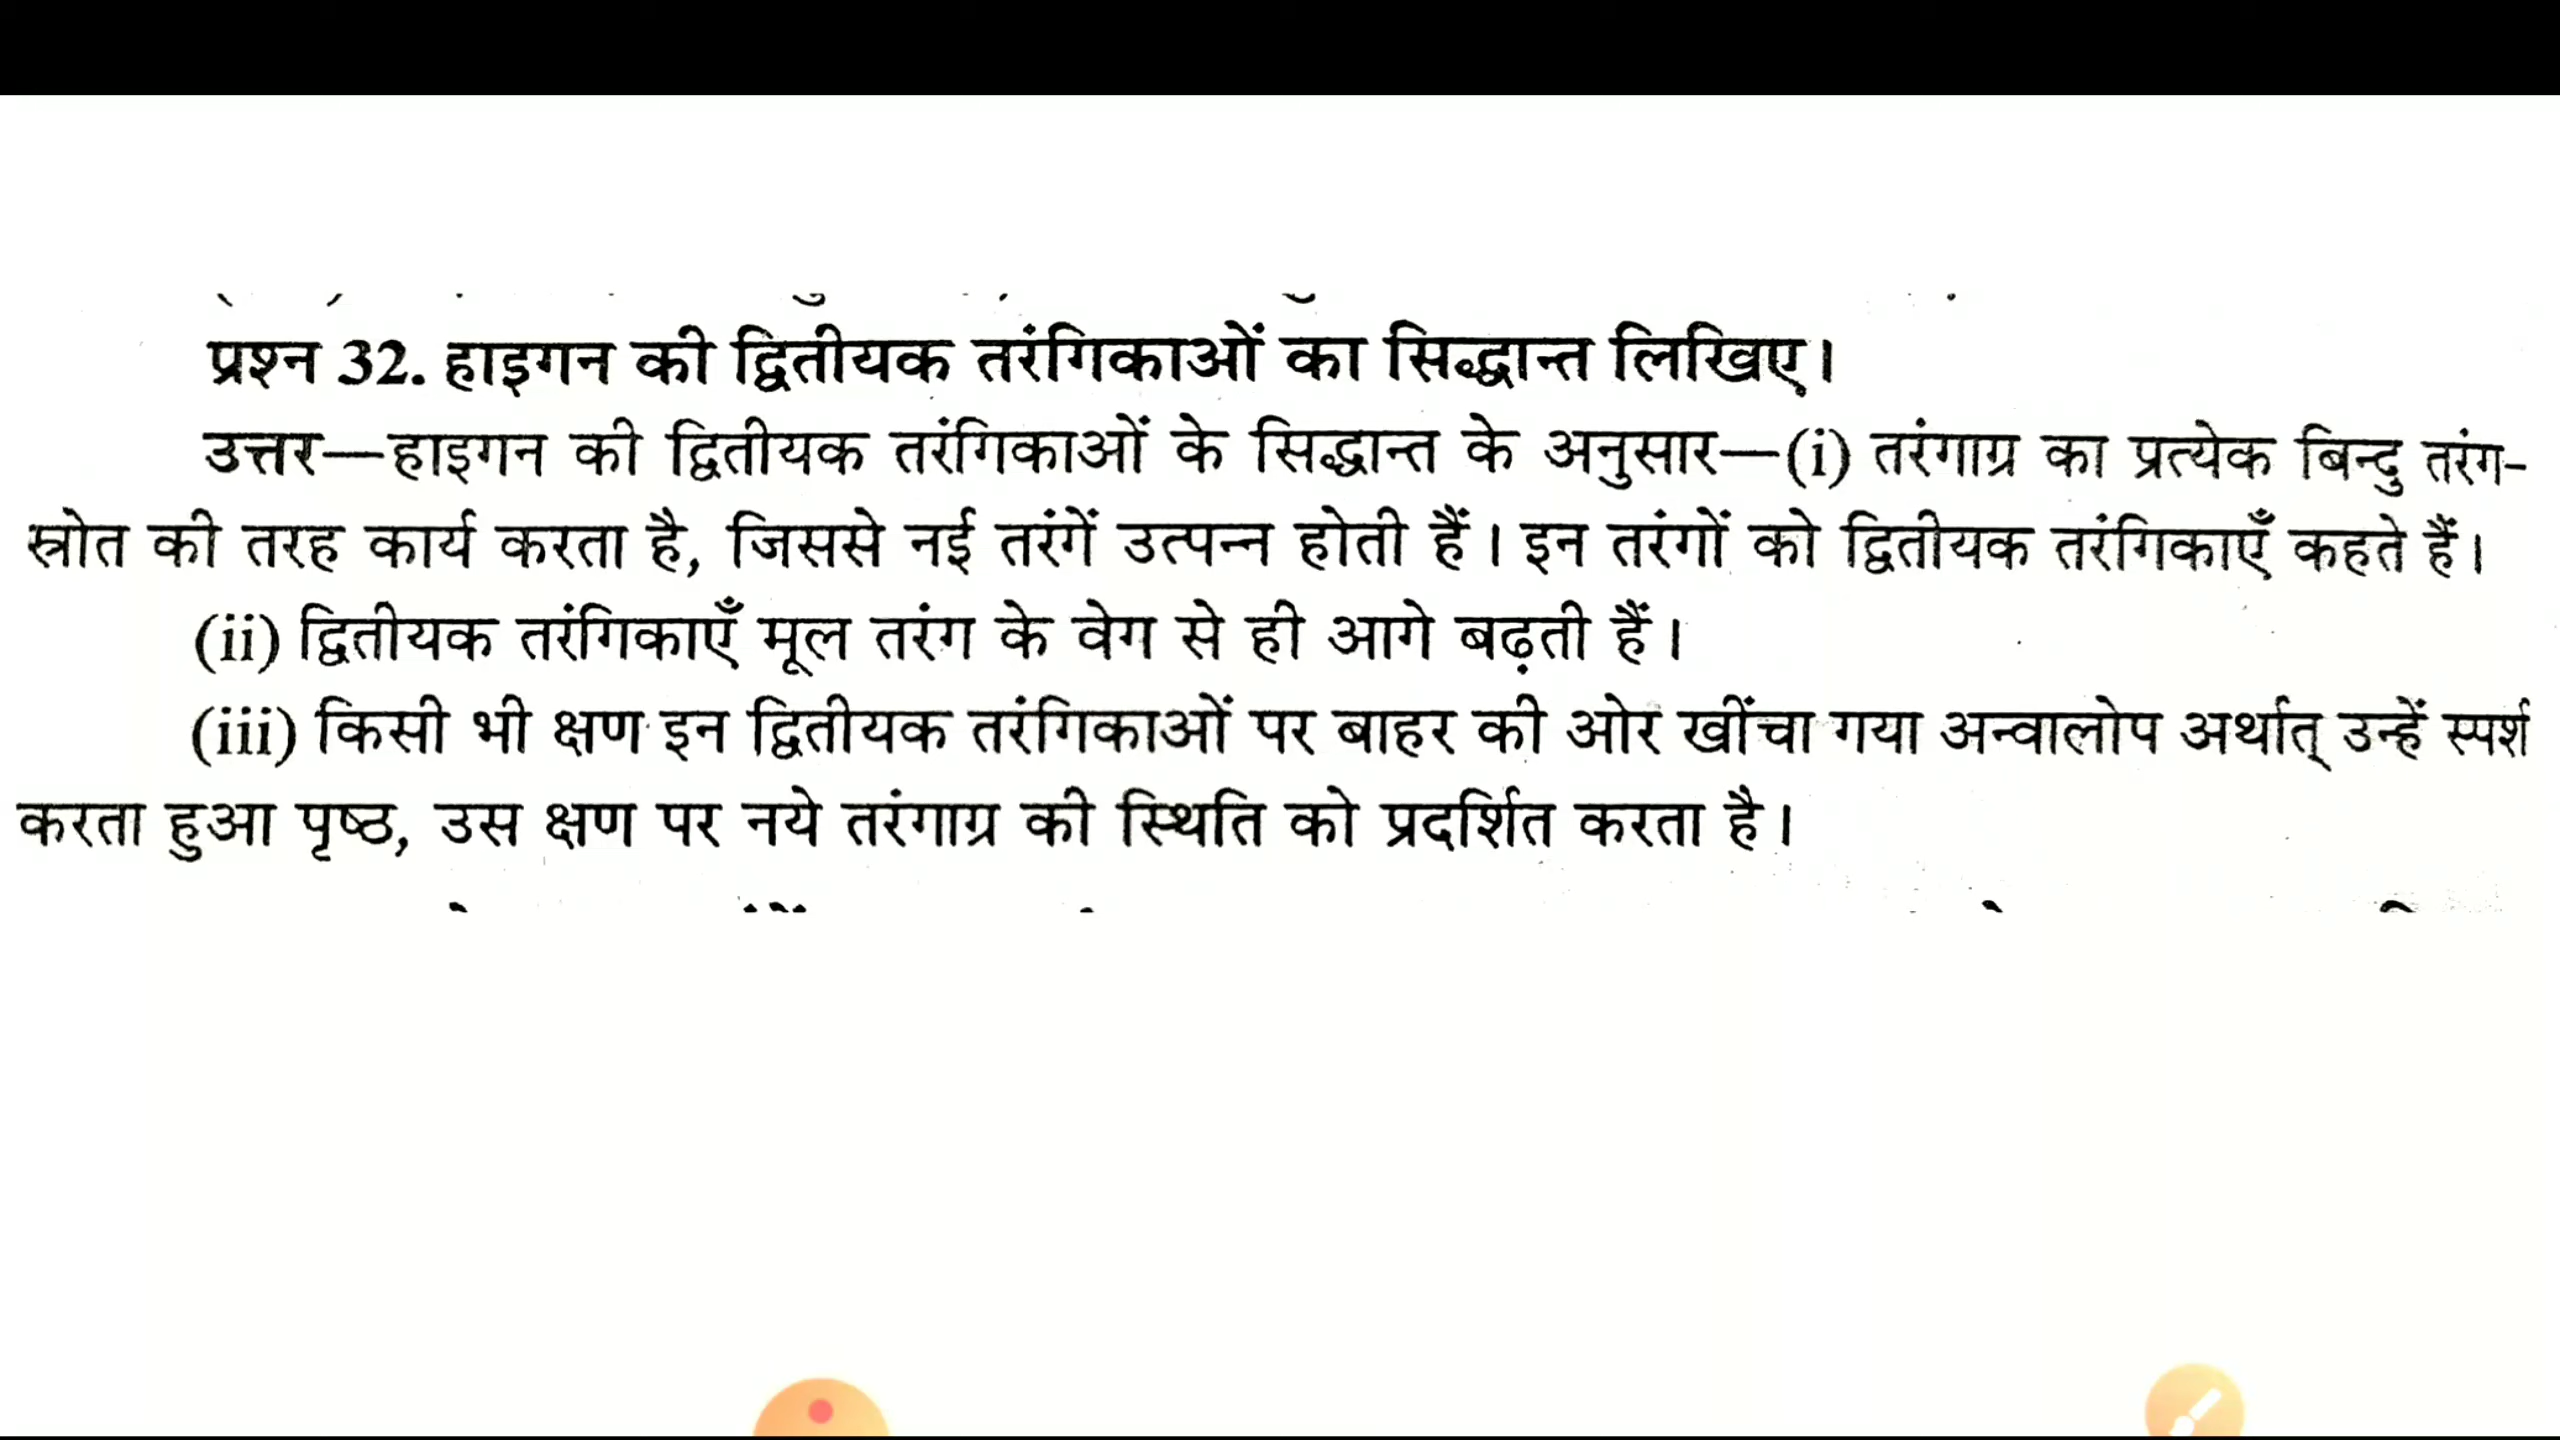 प्रश्न 32. हाइगन की द्वितीयक तरंगिकाओं का सिद्धान्त लिखिए।
उत्तर—हाइगन की द्वितीयक तरंगिकाओं के सिद्धान्त के अनुसार—(i) तरंगाग्र का प्रत्येक बिन्दु तरंग-
स्रोत की तरह कार्य करता है, जिससे नई तरंगें उत्पन्न होती हैं। इन तरंगों को द्वितीयक तरंगिकाएँ कहते हैं।
(ii) द्वितीयक तरंगिकाएँ मूल तरंग के वेग से ही आगे बढ़ती हैं।
(iii) किसी भी क्षण इन द्वितीयक तरंगिकाओं पर बाहर की ओर खींचा गया अन्वालोप अर्थात् उन्हें स्पर्श
करता हुआ पृष्ठ, उस क्षण पर नये तरंगाग्र की स्थिति को प्रदर्शित करता है।